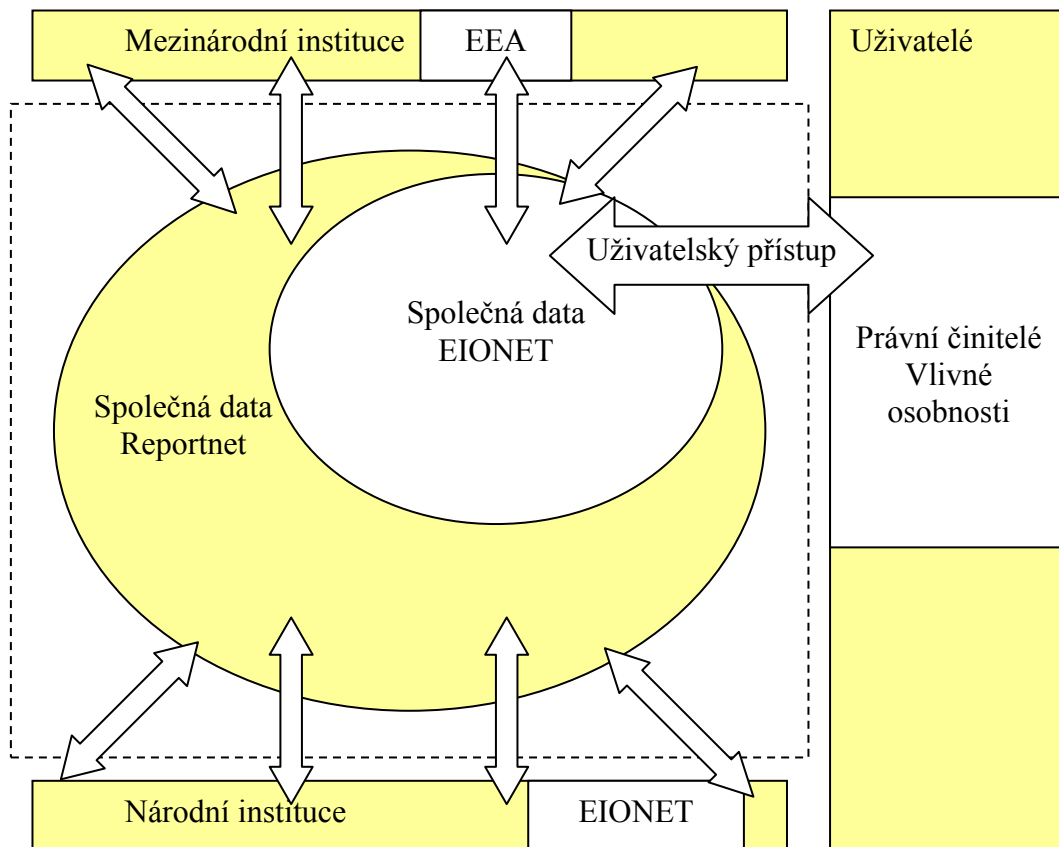 Mezinárodní instituce
EEA
Uživatelé
Uživatelský přístup
Společná data
EIONET
Právní činitelé
Vlivné
osobnosti
Společná data
Reportnet
Národní instituce
EIONET